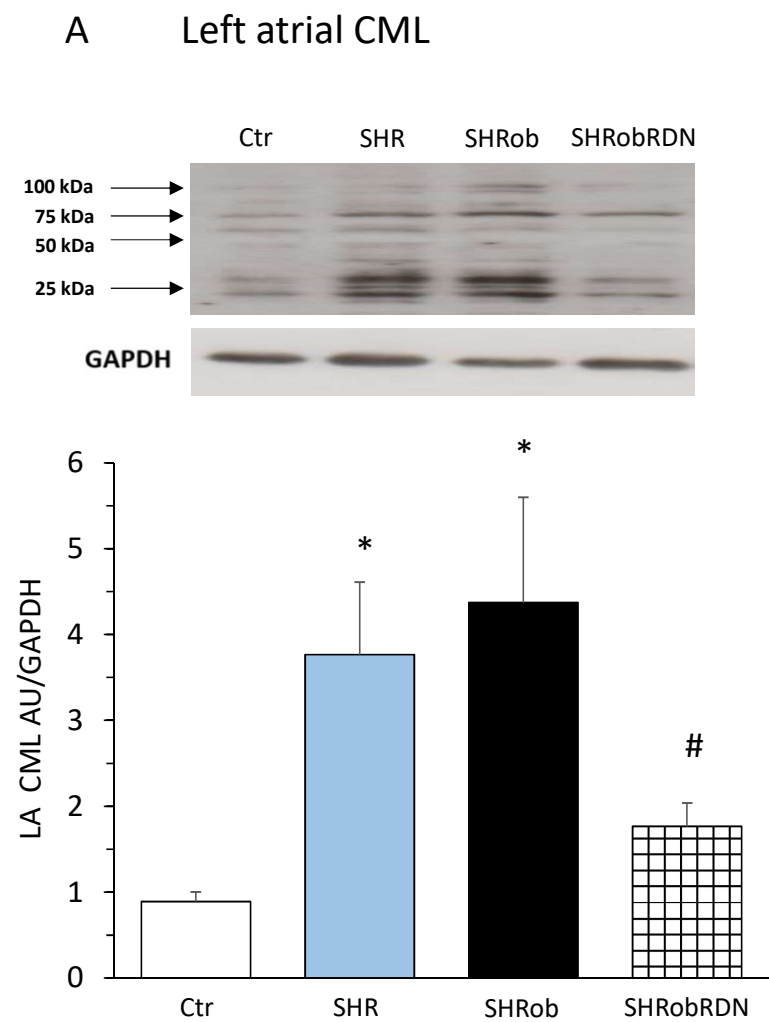 A Left atrial CML
Ctr SHR SHRob SHRobRDN
100 kDa
75 kDa
50 kDa
25 kDa
GAPDH
*
*
#
6
5
4
3
2
1
0
LA CML AU/GAPDH
Ctr SHR SHRob SHRobRDN